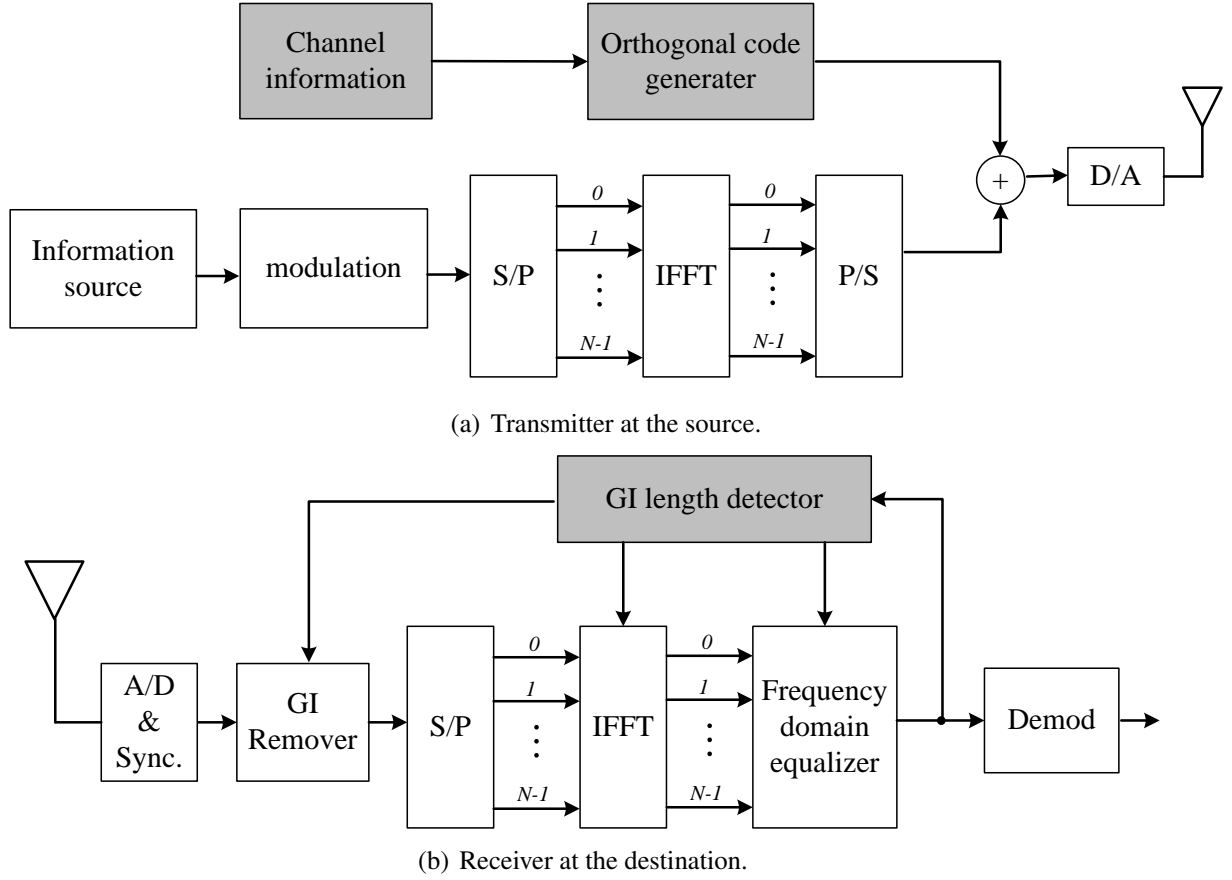 Channel
information
Orthogonal code
generater
Information
source
modulation
S/P
0
1
N-1
IFFT
0
1
N-1
P/S
+
D/A
(a) Transmitter at the source.
GI length detector
A/D
&
Sync.
GI
Remover
S/P
0
1
N-1
IFFT
0
1
N-1
Frequency
domain
equalizer
Demod
(b) Receiver at the destination.